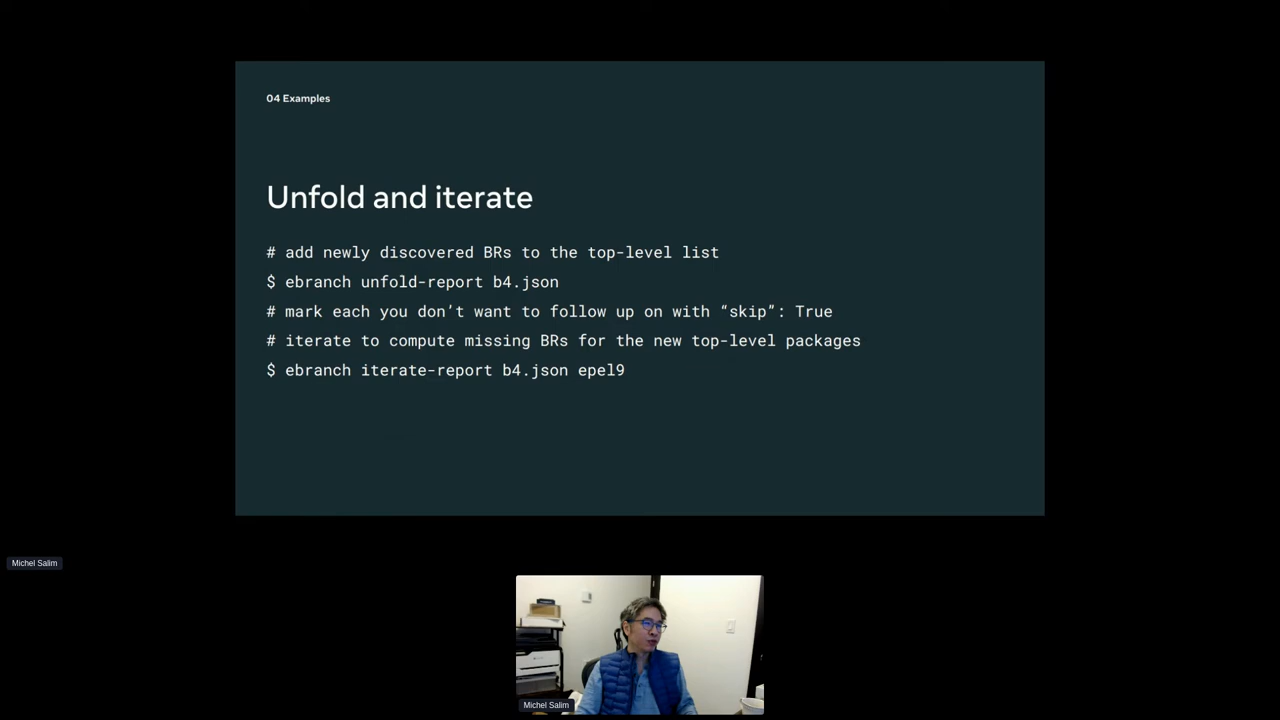 04 Examples
Unfold and iterate
# add newly discovered BRs to the top-level list
$ ebranch unfold-report b4.json
# mark each you don’t want to follow up on with “skip”: True
# iterate to compute missing BRs for the new top-level packages
$ ebranch iterate-report b4.json epel9
Michel Salim
Michel Salim